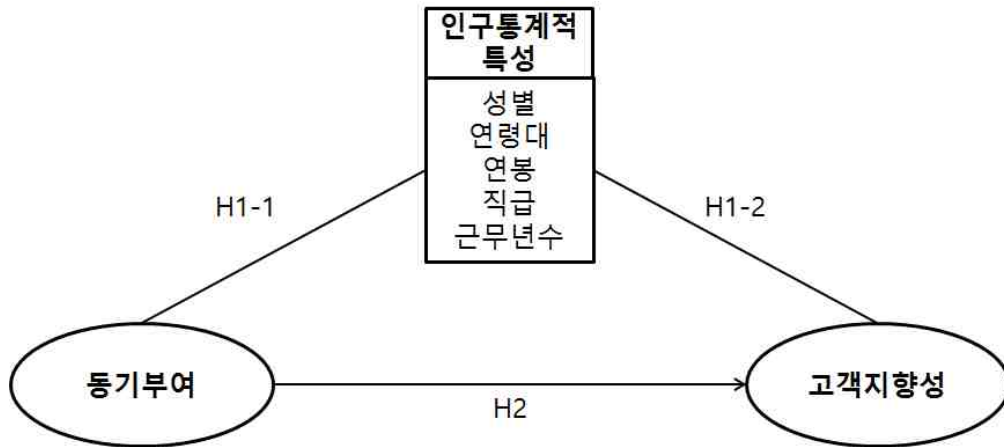 인구통계적
특성
성별
연령대
연봉
직급
근무년수
H1-1
H1-2
동기부여
고객지향성
H2